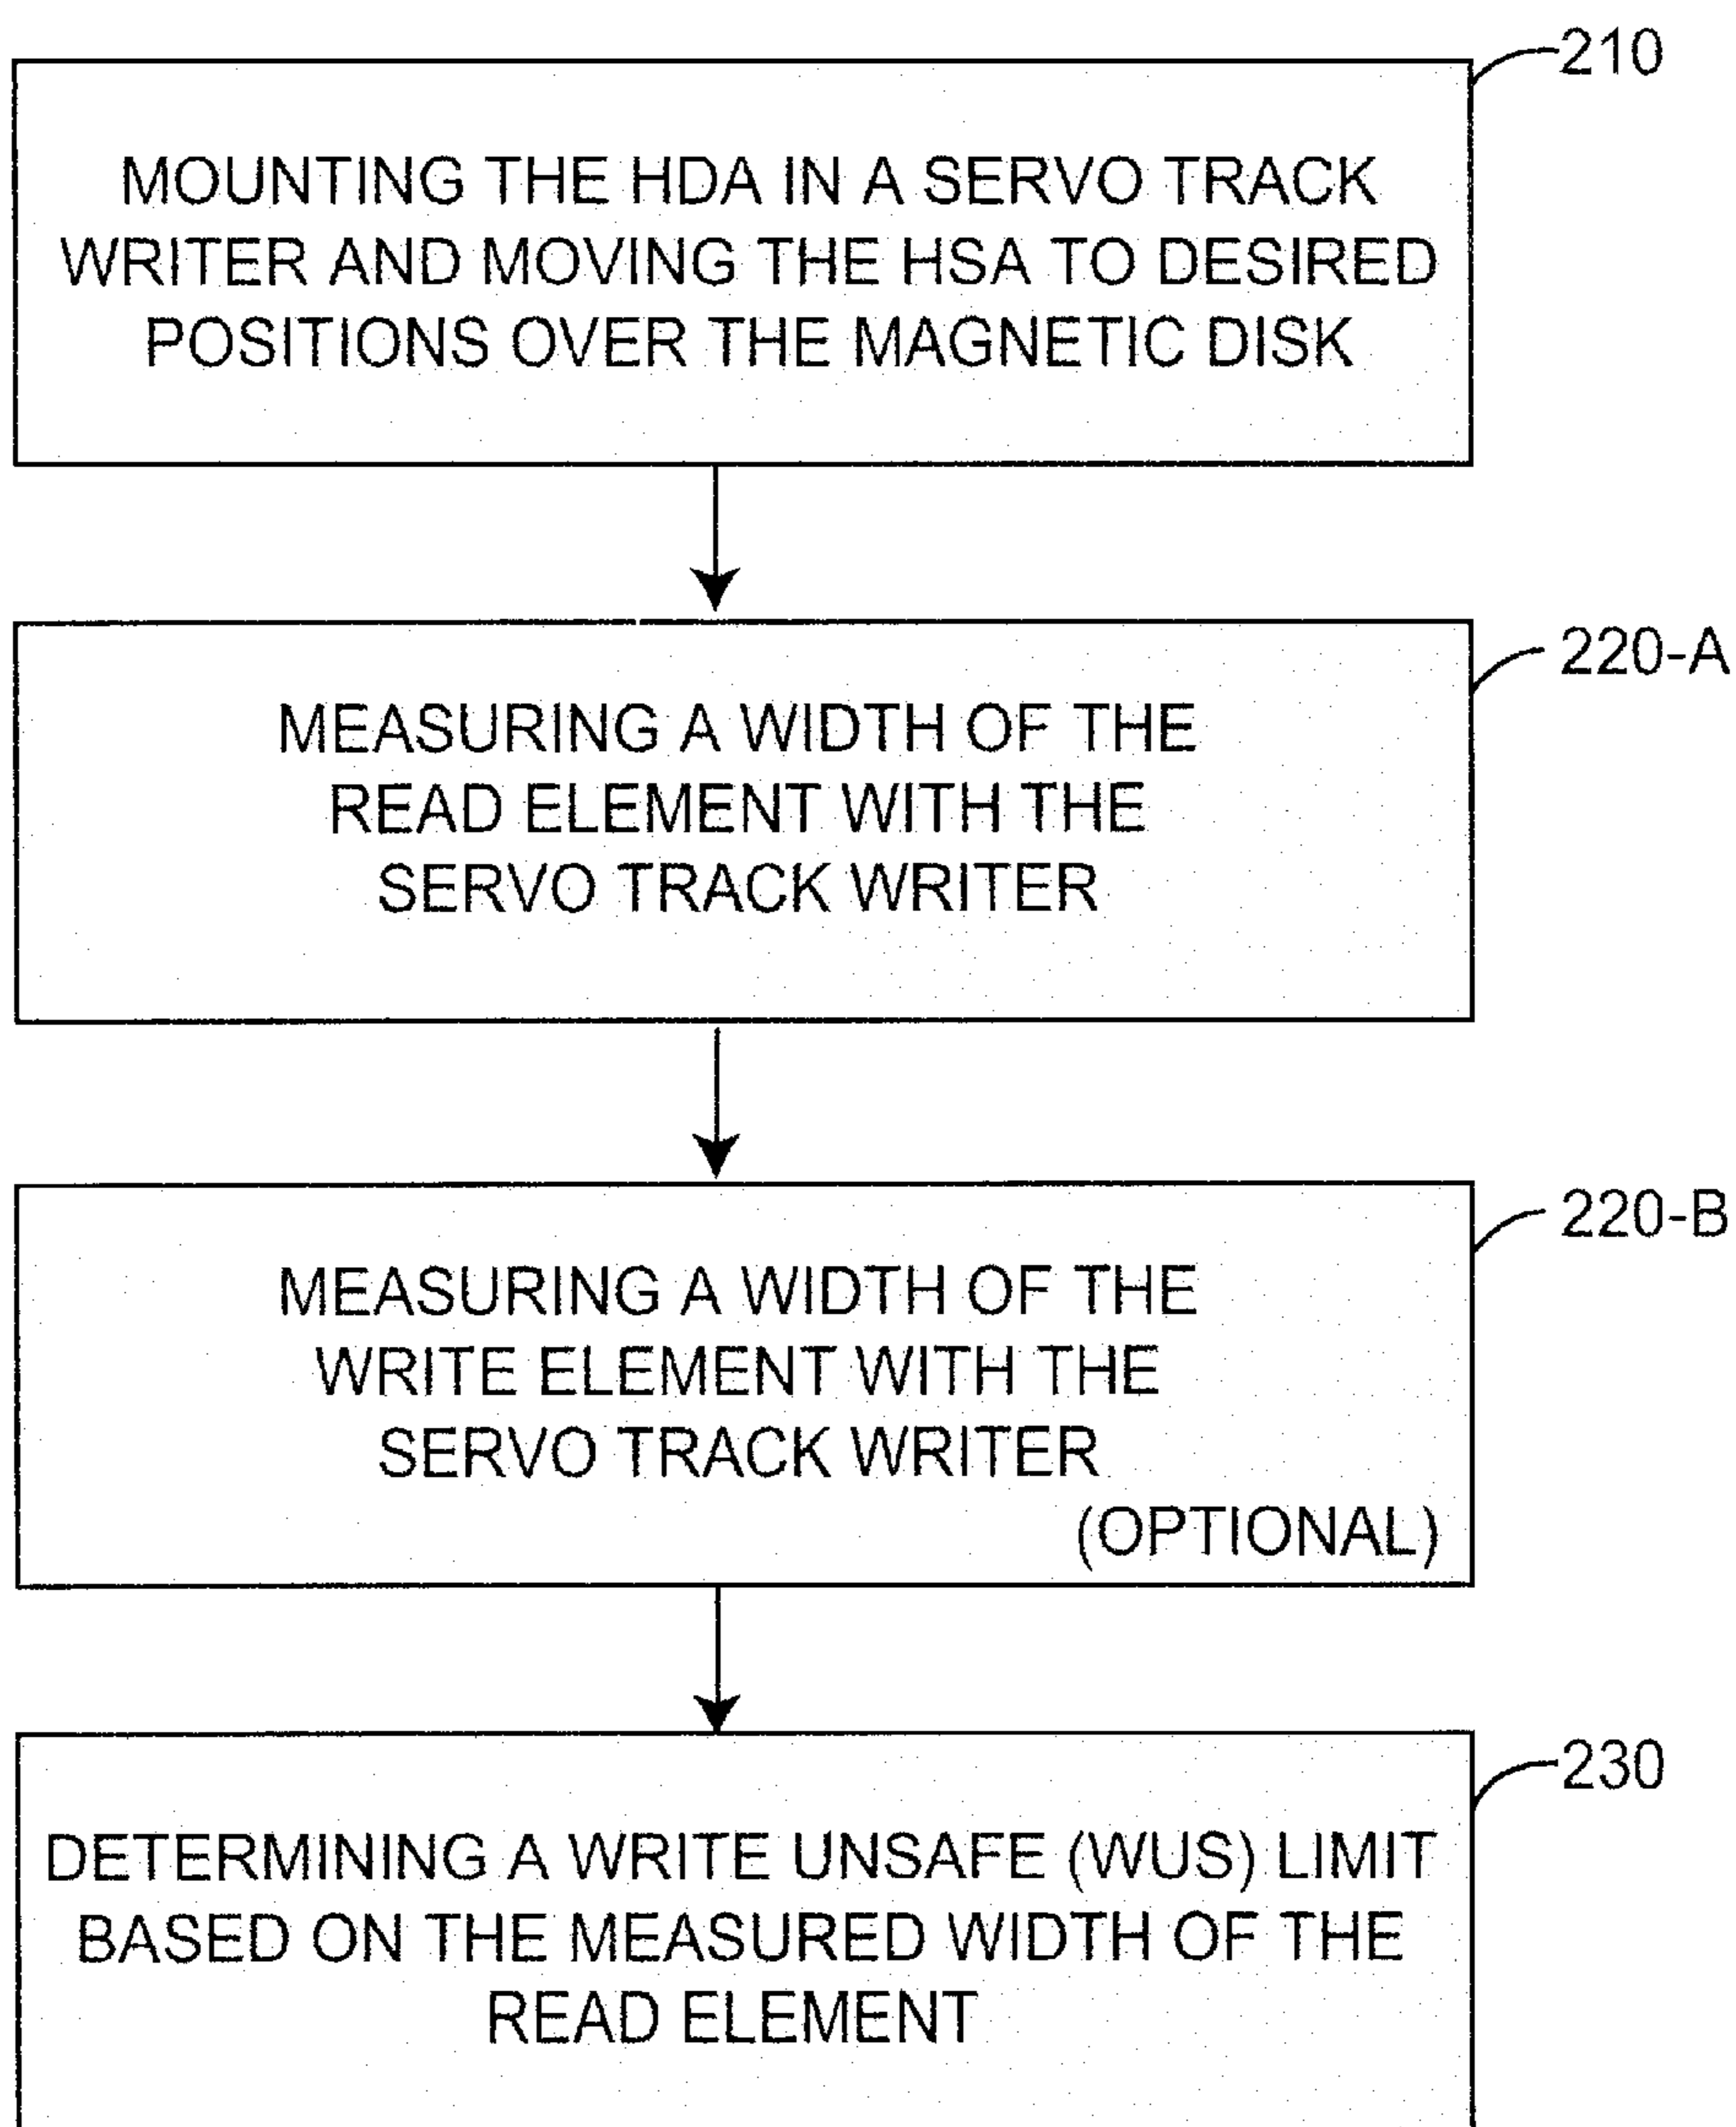 210
MOUNTING THE HDA IN A SERVO TRACK
WRITER AND MOVING THE HSA TO DESIRED
POSITIONS OVER THE MAGNETIC DISK
220-A
MEASURING A WIDTH OF THE
READ ELEMENT WITH THE
SERVO TRACK WRITER
220-B
MEASURING A WIDTH OF THE
WRITE ELEMENT WITH THE
SERVO TRACK WRITER
(OPTIONAL)
230
DETERMINING A WRITE UNSAFE (WUS) LIMIT
BASED ON THE MEASURED WIDTH OF THE
READ ELEMENT